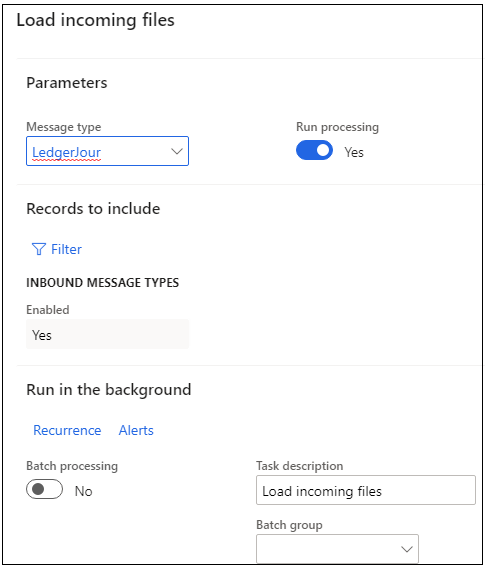 Load incoming files
Parameters
Message type
Run processing
LedgerJour
Yes
Records to include
Filter
INBOUND MESSAGE TYPES
Enabled
Yes
Run in the background
Recurrence Alerts
Batch processing
Task description
No
Load incoming files
Batch group